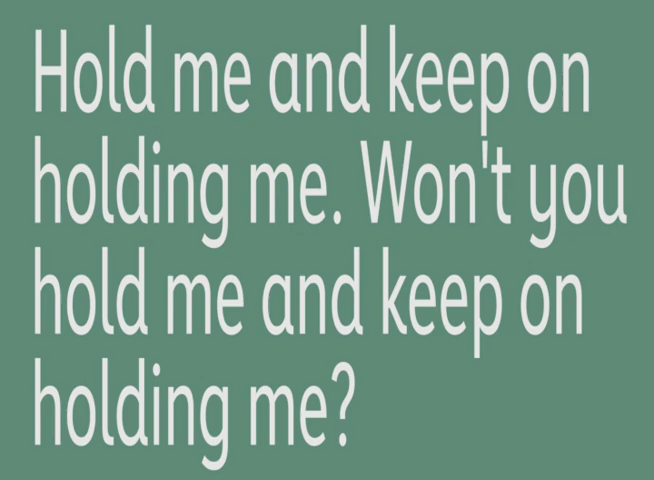 Hold me and keep on
holding me. Won't you
hold me and keep on
holding me?